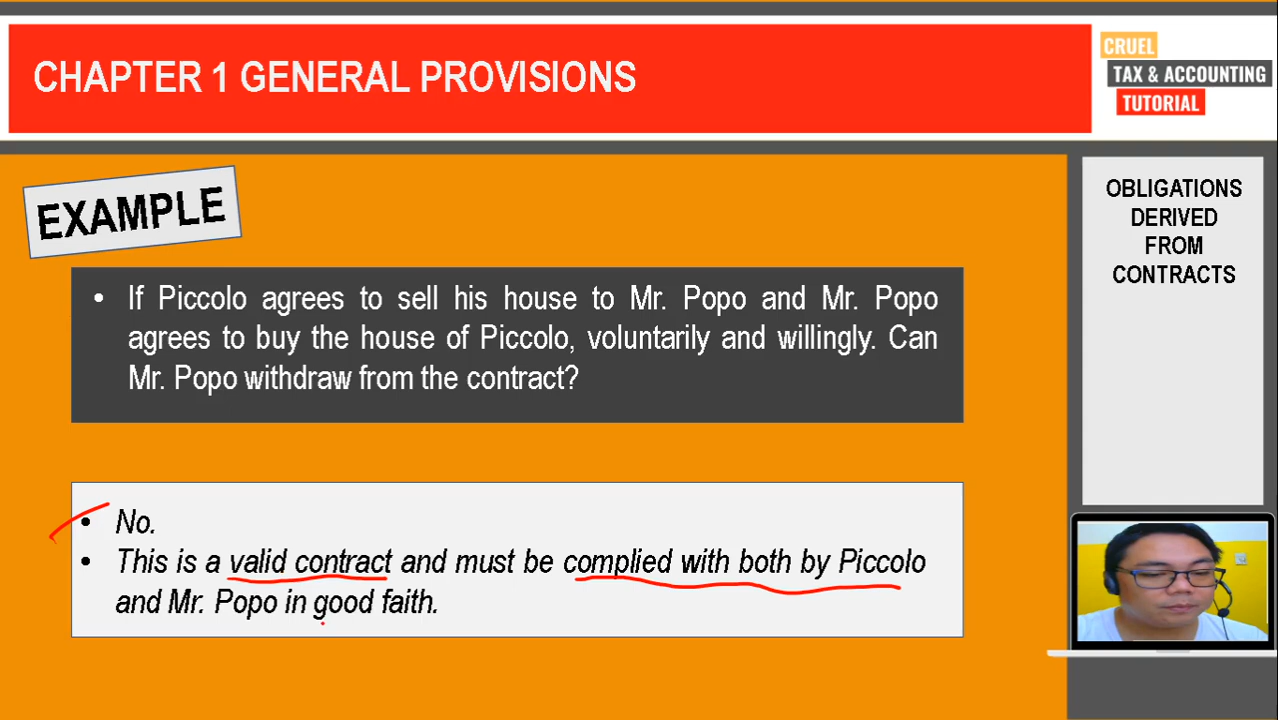 CHAPTER 1 GENERAL PROVISIONS
CRUEL
TAX & ACCOUNTING
TUTORIAL
EXAMPLE
• If Piccolo agrees to sell his house to Mr. Popo and Mr. Popo
agrees to buy the house of Piccolo, voluntarily and willingly. Can
Mr. Popo withdraw from the contract?
• No.
• This is a valid contract and must be complied with both by Piccolo
and Mr. Popo in good faith.
OBLIGATIONS
DERIVED
FROM
CONTRACTS